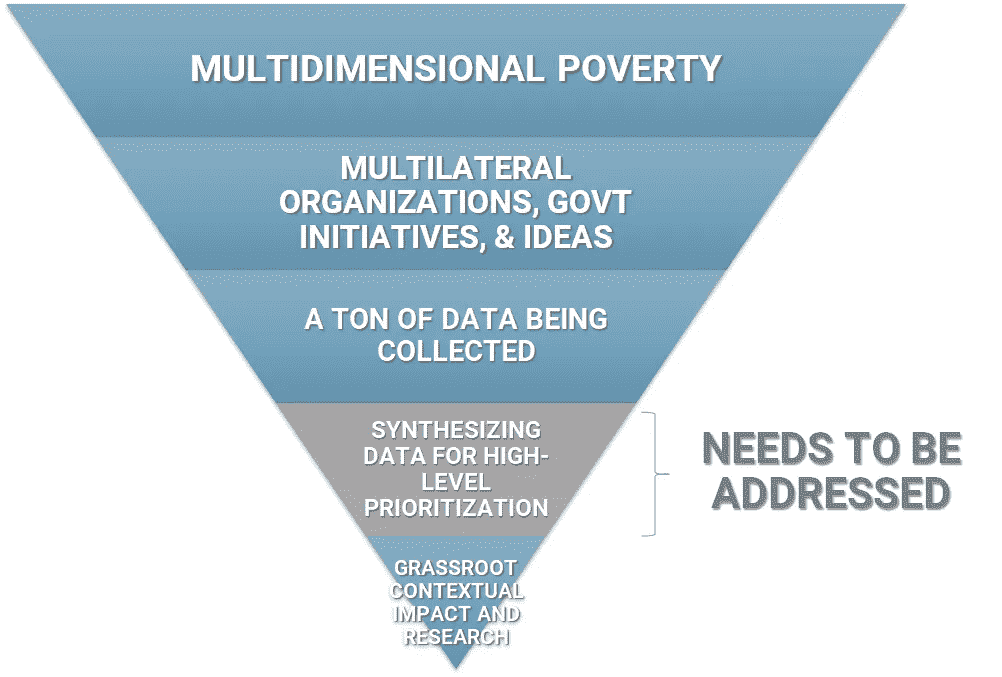 MULTIDIMENSIONAL POVERTY
MULTILATERAL
ORGANIZATIONS, GOVT
INITIATIVES, & IDEAS
A TON OF DATA BEING
COLLECTED
SYNTHESIZING
DATA FOR HIGH-
LEVEL
PRIORITIZATION
NEEDS TO BE
ADDRESSED
GRASSROOT
CONTEXTUAL
IMPACT AND
RESEARCH